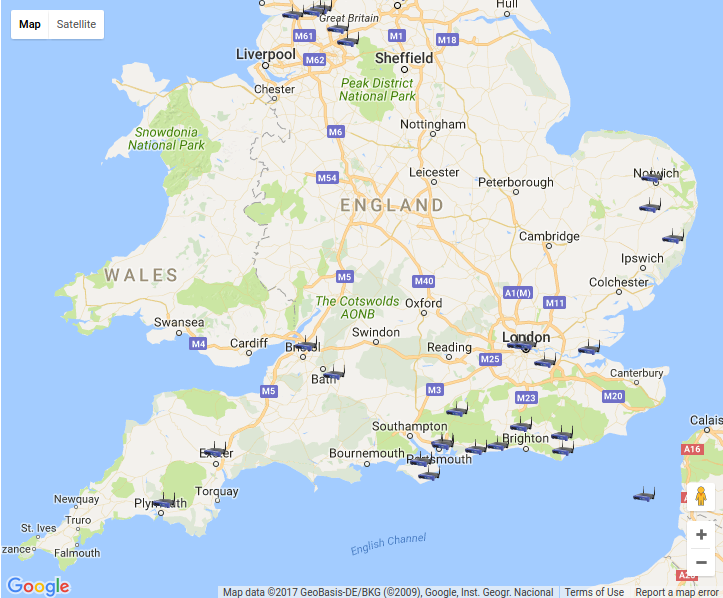 Map Satellite
Great Britain
Hull
M61
M1
M18
Liverpool
M62
Sheffield
Chester
Peak District
National Park
Snowdonia
National Park
M6
Nottingham
M54
Leicester
Norwich
Peterborough
ENGLAND
Cambridge
Ipswich
WALES
M5
M40
Colchester
A1(M)
M11
The Cotswolds
AONB
Oxford
Swansea
Swindon
London
M4
Cardiff
Bristol
Reading
M25
Bath
Canterbury
M5
M3
M23
M20
Southampton
Calais
Brighton
A16
Exeter
Bournemouth
Portsmouth
Torquay
Newquay
Plymouth
Truro
St. Ives
zance
Falmouth
English Channel
Google
Map data ©2017 GeoBasis-DE/BKG (©2009), Google, Inst. Geogr. Nacional Terms of Use Report a map error